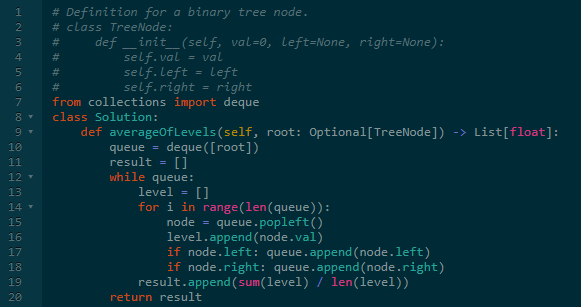 1 # Definition for a binary tree node.
2 # class TreeNode:
3 #     def __init__(self, val=0, left=None, right=None):
4 #         self.val = val
5 #         self.left = left
6 #         self.right = right
7 from collections import deque
8 class Solution:
9     def averageOfLevels(self, root: Optional[TreeNode]) -> List[float]:
10         queue = deque([root])
11         result = []
12         while queue:
13             level = []
14             for i in range(len(queue)):
15                 node = queue.popleft()
16                 level.append(node.val)
17                 if node.left: queue.append(node.left)
18                 if node.right: queue.append(node.right)
19             result.append(sum(level) / len(level))
20         return result